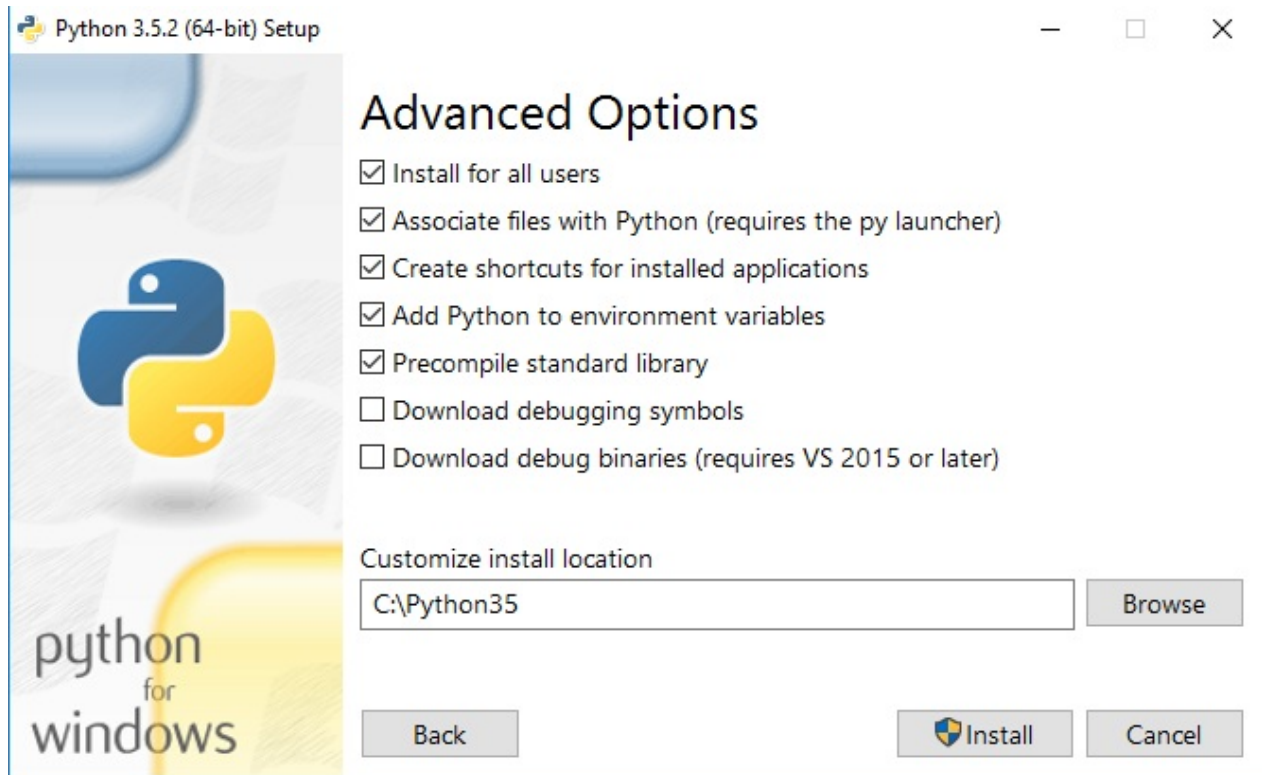 Python 3.5.2 (64-bit) Setup
Advanced Options
Install for all users
Associate files with Python (requires the py launcher)
Create shortcuts for installed applications
Add Python to environment variables
Precompile standard library
Download debugging symbols
Download debug binaries (requires VS 2015 or later)
Customize install location
C:\Python35
Browse
python
for
windows
Back
Install
Cancel